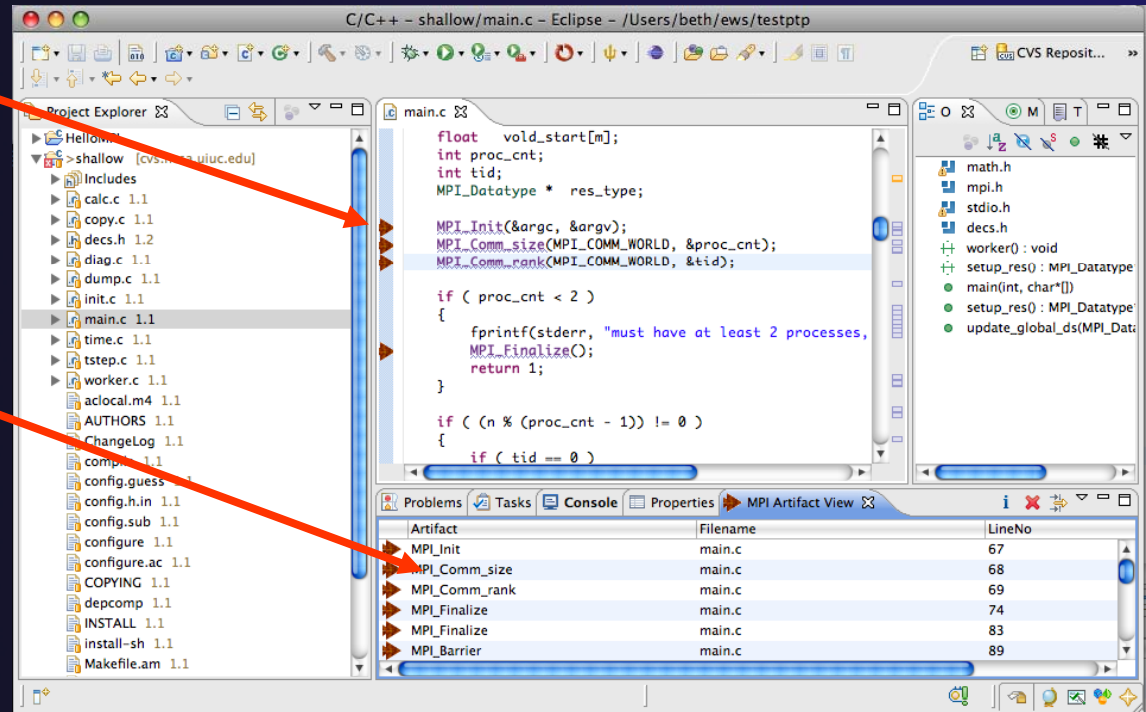 C/C++ – shallow/main.c – Eclipse – /Users/beth/ews/testptp
CVS Reposit... »
Project Explorer
HelloMPI
>shallow [cvs.ncsa.uiuc.edu]
Includes
calc.c 1.1
copy.c 1.1
decs.h 1.2
diag.c 1.1
dump.c 1.1
init.c 1.1
main.c 1.1
time.c 1.1
tstep.c 1.1
worker.c 1.1
aclocal.m4 1.1
AUTHORS 1.1
ChangeLog 1.1
compile 1.1
config.guess 1.1
config.h.in 1.1
config.sub 1.1
configure 1.1
configure.ac 1.1
COPYING 1.1
depcomp 1.1
INSTALL 1.1
install-sh 1.1
Makefile.am 1.1
main.c
float vold_start[m];
int proc_cnt;
int tid;
MPI_Datatype * res_type;
MPI_Init(&argc, &argv);
MPI_Comm_size(MPI_COMM_WORLD, &proc_cnt);
MPI_Comm_rank(MPI_COMM_WORLD, &tid);
if ( proc_cnt < 2 )
{
fprintf(stderr, "must have at least 2 processes,
MPI_Finalize();
return 1;
}
if ( (n % (proc_cnt - 1)) != 0 )
{
if ( tid == 0 )
O M T
math.h
mpi.h
stdio.h
decs.h
worker() : void
setup_res() : MPI_Datatype
main(int, char*[])
setup_res() : MPI_Datatype
update_global_ds(MPI_Data
Problems Tasks Console Properties MPI Artifact View
Artifact Filename LineNo
MPI_Init main.c 67
MPI_Comm_size main.c 68
MPI_Comm_rank main.c 69
MPI_Finalize main.c 74
MPI_Finalize main.c 83
MPI_Barrier main.c 89